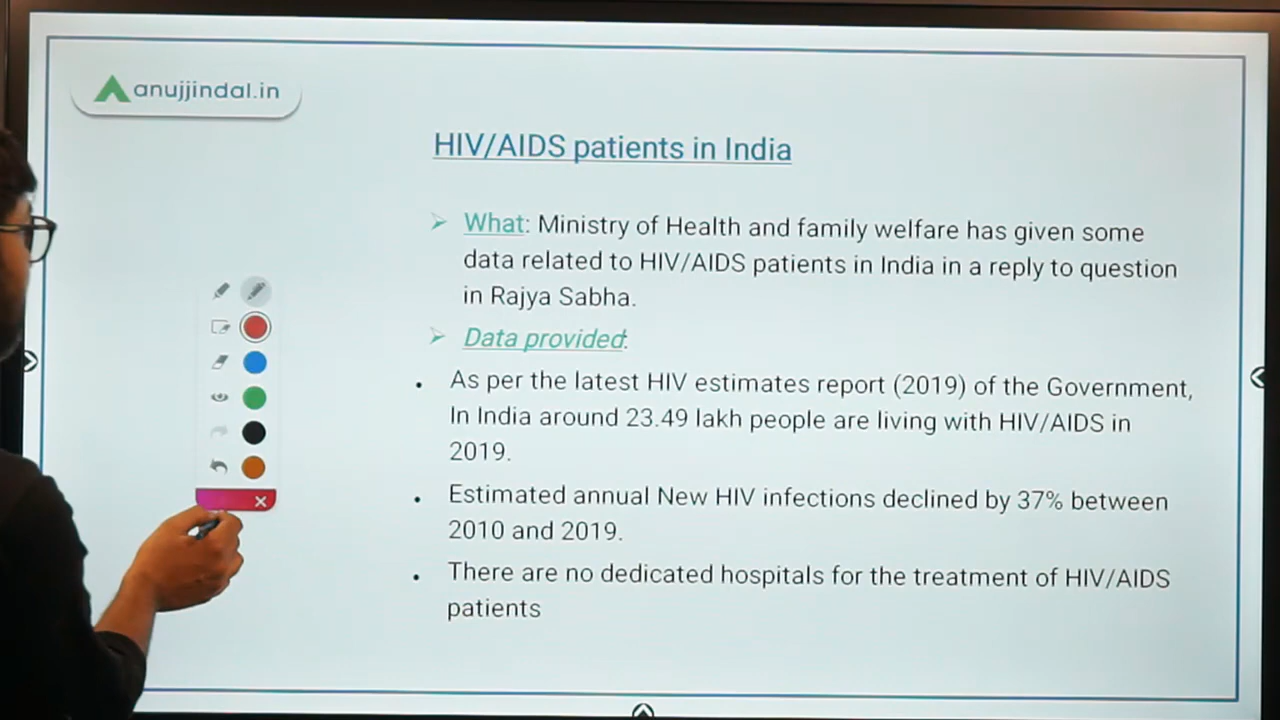 anujjindal.in
HIV/AIDS patients in India
What: Ministry of Health and family welfare has given some
data related to HIV/AIDS patients in India in a reply to question
in Rajya Sabha.
Data provided:
As per the latest HIV estimates report (2019) of the Government,
In India around 23.49 lakh people are living with HIV/AIDS in
2019.
Estimated annual New HIV infections declined by 37% between
2010 and 2019.
There are no dedicated hospitals for the treatment of HIV/AIDS
patients